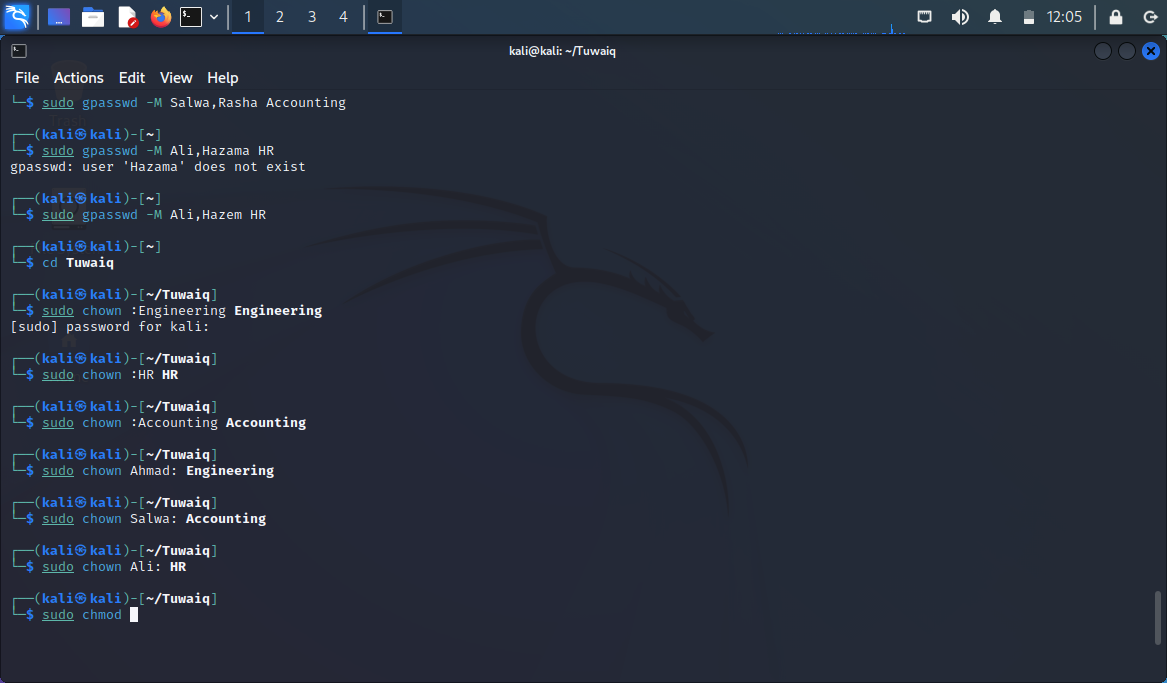 1 2 3 4 12:05
kali@kali: ~/Tuwaiq
File Actions Edit View Help
└─$ sudo gpasswd -M Salwa,Rasha Accounting
┌──(kali㉿kali)-[~]
└─$ sudo gpasswd -M Ali,Hazama HR
gpasswd: user 'Hazama' does not exist
┌──(kali㉿kali)-[~]
└─$ sudo gpasswd -M Ali,Hazem HR
┌──(kali㉿kali)-[~]
└─$ cd Tuwaiq
┌──(kali㉿kali)-[~/Tuwaiq]
└─$ sudo chown :Engineering Engineering
[sudo] password for kali:
┌──(kali㉿kali)-[~/Tuwaiq]
└─$ sudo chown :HR HR
┌──(kali㉿kali)-[~/Tuwaiq]
└─$ sudo chown :Accounting Accounting
┌──(kali㉿kali)-[~/Tuwaiq]
└─$ sudo chown Ahmad: Engineering
┌──(kali㉿kali)-[~/Tuwaiq]
└─$ sudo chown Salwa: Accounting
┌──(kali㉿kali)-[~/Tuwaiq]
└─$ sudo chown Ali: HR
┌──(kali㉿kali)-[~/Tuwaiq]
└─$ sudo chmod